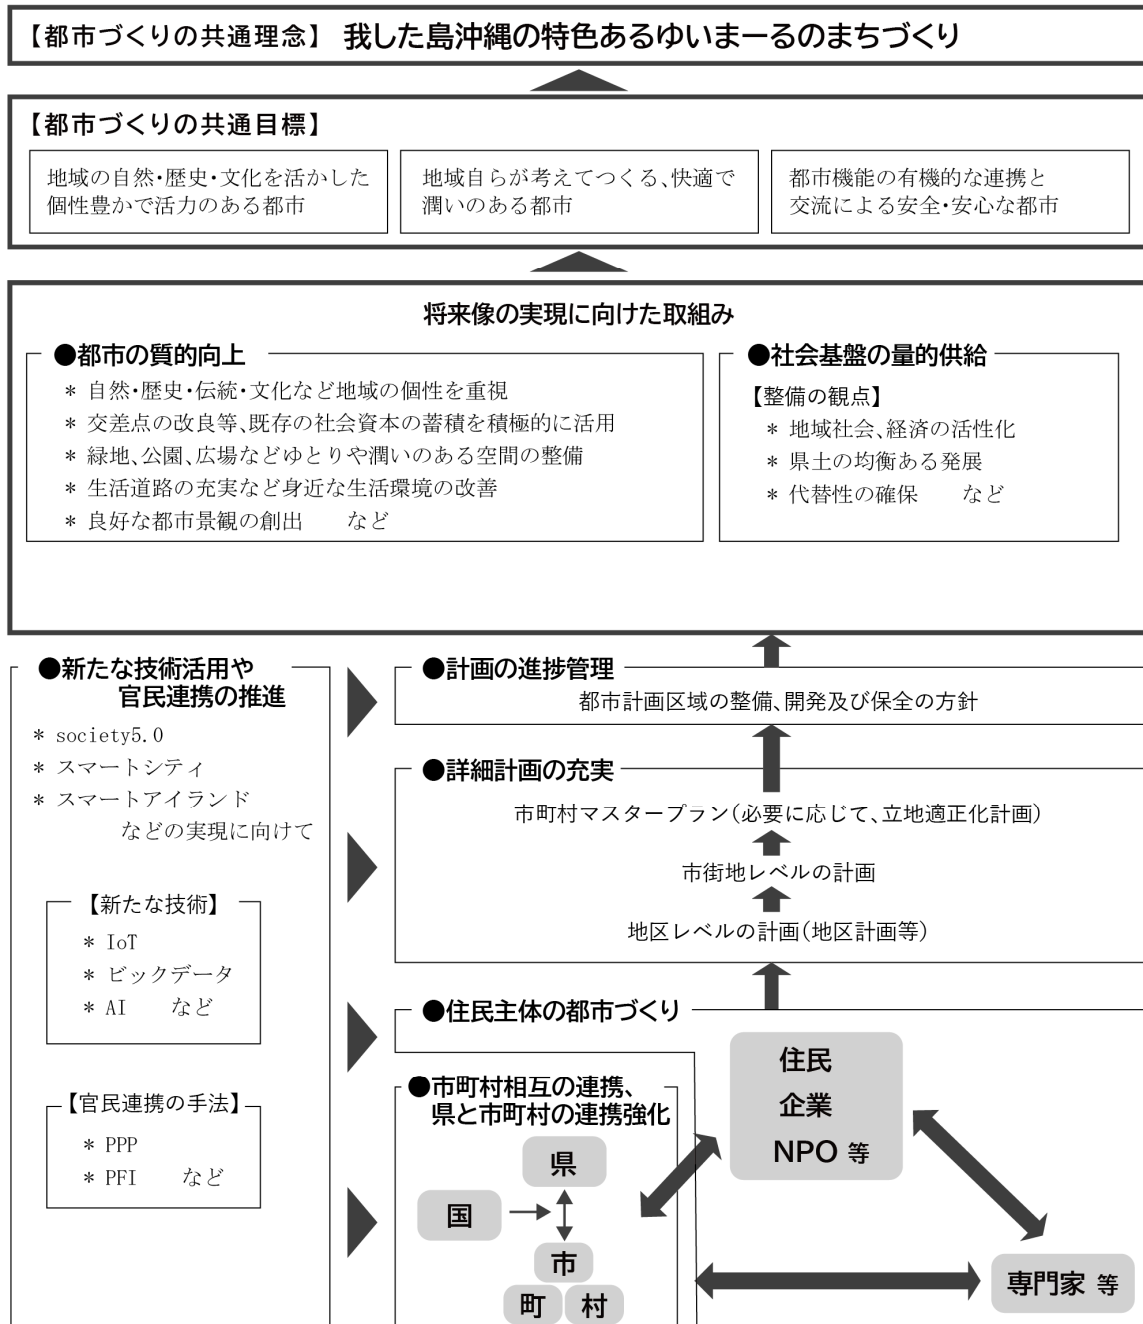 【都市づくりの共通理念】 我した島沖縄の特色あるゆいまーるのまちづくり
【都市づくりの共通目標】
地域の自然・歴史・文化を活かした
個性豊かで活力のある都市
地域自らが考えてつくる、快適で
潤いのある都市
都市機能の有機的な連携と
交流による安全・安心な都市
将来像の実現に向けた取組み
●都市の質的向上
* 自然・歴史・伝統・文化など地域の個性を重視
* 交差点の改良等、既存の社会資本の蓄積を積極的に活用
* 緑地、公園、広場などゆとりや潤いのある空間の整備
* 生活道路の充実など身近な生活環境の改善
* 良好な都市景観の創出 など
●社会基盤の量的供給
【整備の観点】
* 地域社会、経済の活性化
* 県土の均衡ある発展
* 代替性の確保 など
●新たな技術活用や
官民連携の推進
* society5.0
* スマートシティ
* スマートアイランド
などの実現に向けて
【新たな技術】
* IoT
* ビックデータ
* AI など
【官民連携の手法】
* PPP
* PFI など
●計画の進捗管理
都市計画区域の整備、開発及び保全の方針
●詳細計画の充実
市町村マスタープラン(必要に応じて、立地適正化計画)
市街地レベルの計画
地区レベルの計画(地区計画等)
●住民主体の都市づくり
住民
企業
NPO 等
●市町村相互の連携、
県と市町村の連携強化
県
国
市
町 村
専門家 等